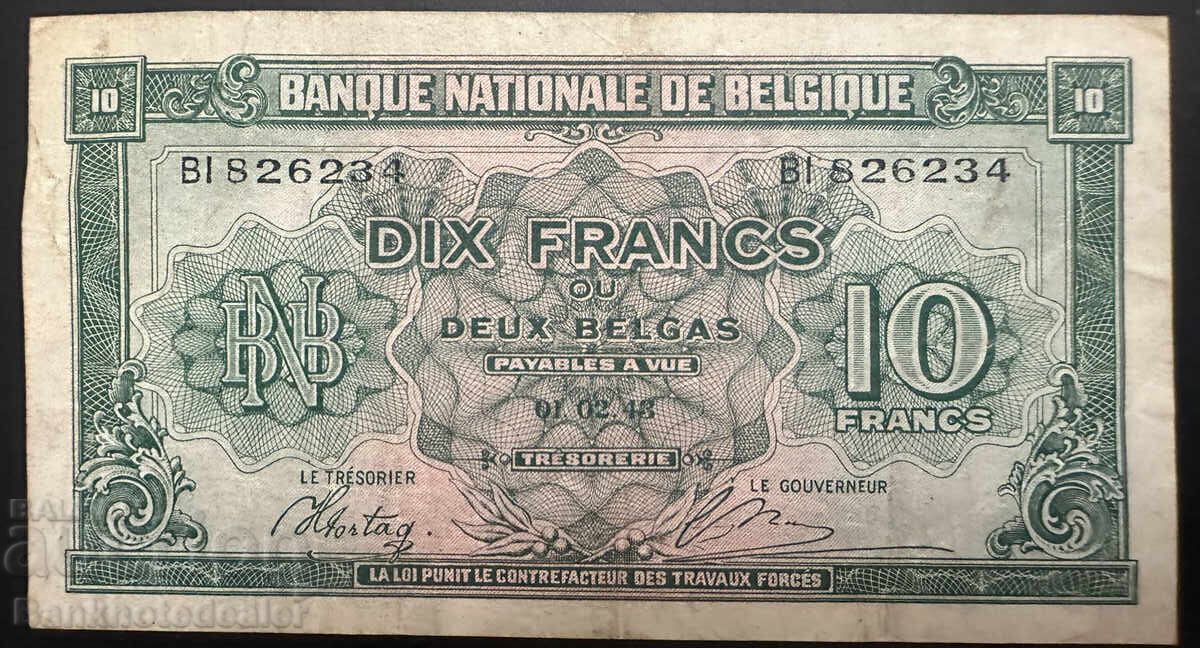 10 BANQUE NATIONALE DE BELGIQUE 10
BI 826234 BI 826234
DIX FRANCS
OU
DEUX BELGAS
PAYABLES A VUE
BNB
10
FRANCS
01.02.43
TRÉSORERIE
LE TRÉSORIER
LE GOUVERNEUR
LA LOI PUNIT LE CONTREFACTEUR DES TRAVAUX FORCÉS
Banknotedealer